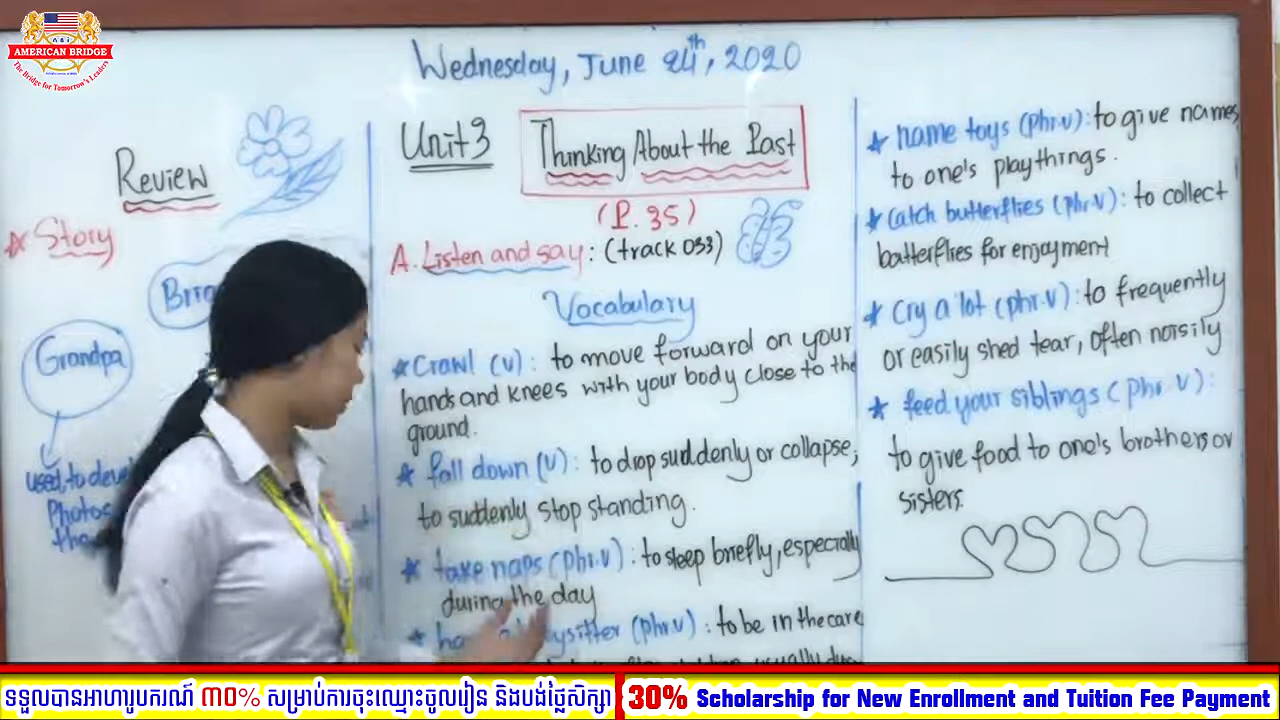 AMERICAN BRIDGE
The Bridge for Tomorrow's Leaders
Wednesday, June 24th, 2020
Review
Story
Grandpa
used to
Photos
Unit 3
Thinking About the Past
(P. 35)
A. Listen and say: (track 033)
Vocabulary
★ Crawl (v): to move forward on your
hands and knees with your body close to the
ground.
★ fall down (v): to drop suddenly or collapse;
to suddenly stop standing.
★ take naps (phr.v): to sleep briefly, especially
during the day
★ (phr.v): to be in the care
usually
★ name toys (phr.v): to give names
to one's playthings.
★ Catch butterflies (phr.v): to collect
batterflies for enjoyment
★ Cry a lot (phr.v): to frequently
or easily shed tear, often noisily
★ feed your siblings (phr.v):
to give food to one's brothers, or
sisters.
ទទួលបានអាហារូបករណ៍ ៣០% សម្រាប់ការចុះឈ្មោះចូលរៀន និងបង់ថ្លៃសិក្សា
30% Scholarship for New Enrollment and Tuition Fee Payment